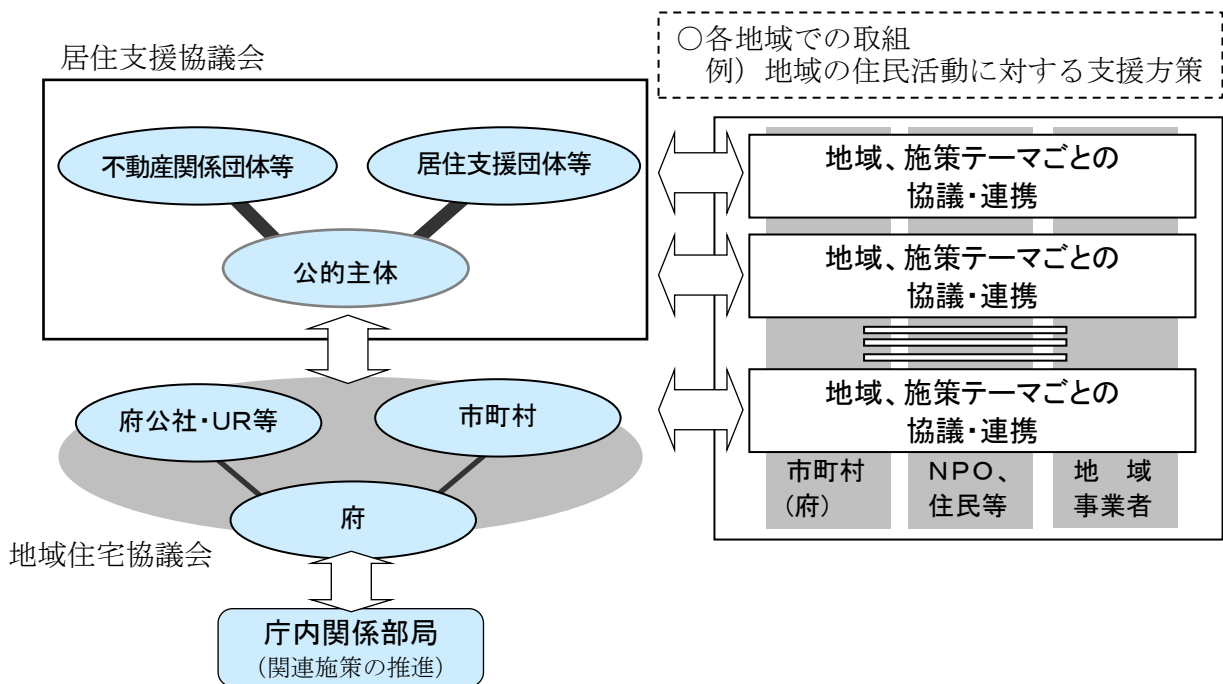 居住支援協議会
不動産関係団体等
居住支援団体等
公的主体
府公社・UR等
市町村
府
地域住宅協議会
庁内関係部局
（関連施策の推進）
○各地域での取組
例）地域の住民活動に対する支援方策
地域、施策テーマごとの
協議・連携
地域、施策テーマごとの
協議・連携
地域、施策テーマごとの
協議・連携
市町村
(府)
NPO、
住民等
地　域
事業者